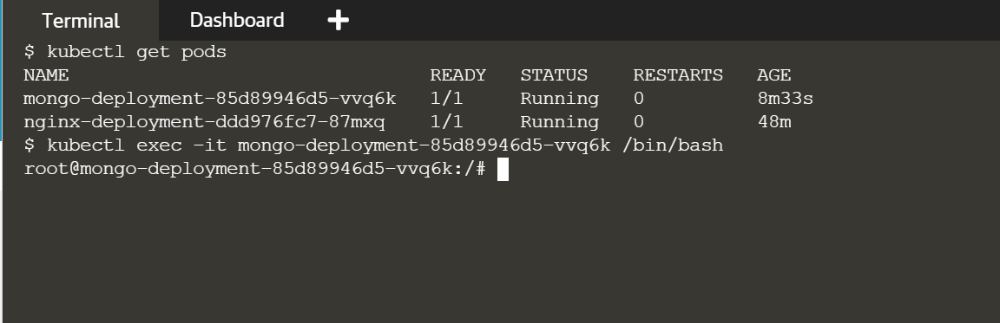 Terminal Dashboard +
$ kubectl get pods
NAME READY STATUS RESTARTS AGE
mongo-deployment-85d89946d5-vvq6k 1/1 Running 0 8m33s
nginx-deployment-ddd976fc7-87mxq 1/1 Running 0 48m
$ kubectl exec -it mongo-deployment-85d89946d5-vvq6k /bin/bash
root@mongo-deployment-85d89946d5-vvq6k:/#